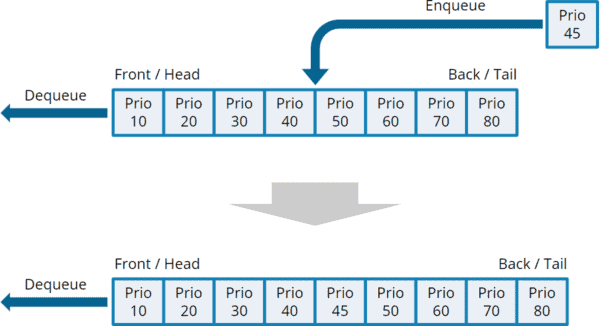 Enqueue
Prio
45
Front / Head
Back / Tail
Dequeue
Prio Prio Prio Prio Prio Prio Prio Prio
10 20 30 40 50 60 70 80
Front / Head
Back / Tail
Dequeue
Prio Prio Prio Prio Prio Prio Prio Prio Prio
10 20 30 40 45 50 60 70 80